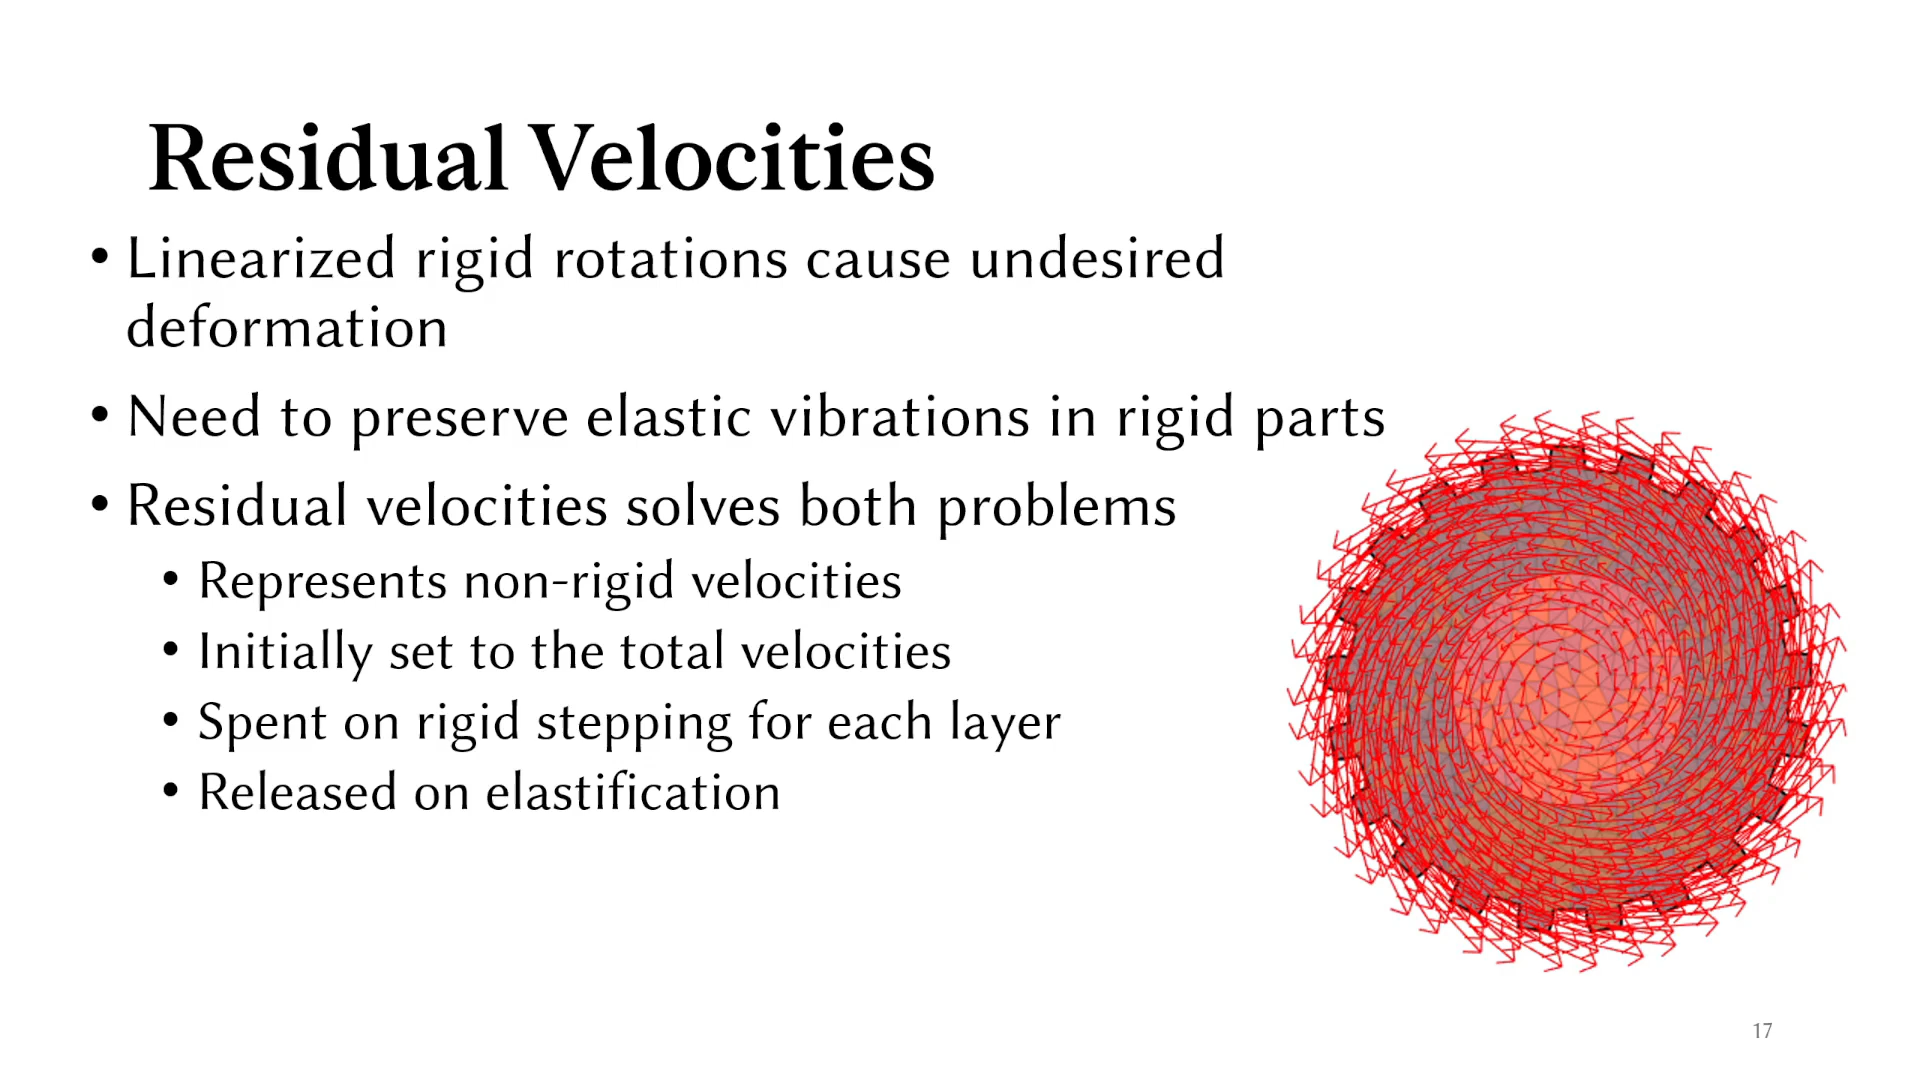 Residual Velocities
• Linearized rigid rotations cause undesired
deformation
• Need to preserve elastic vibrations in rigid parts
• Residual velocities solves both problems
• Represents non-rigid velocities
• Initially set to the total velocities
• Spent on rigid stepping for each layer
• Released on elastification
17